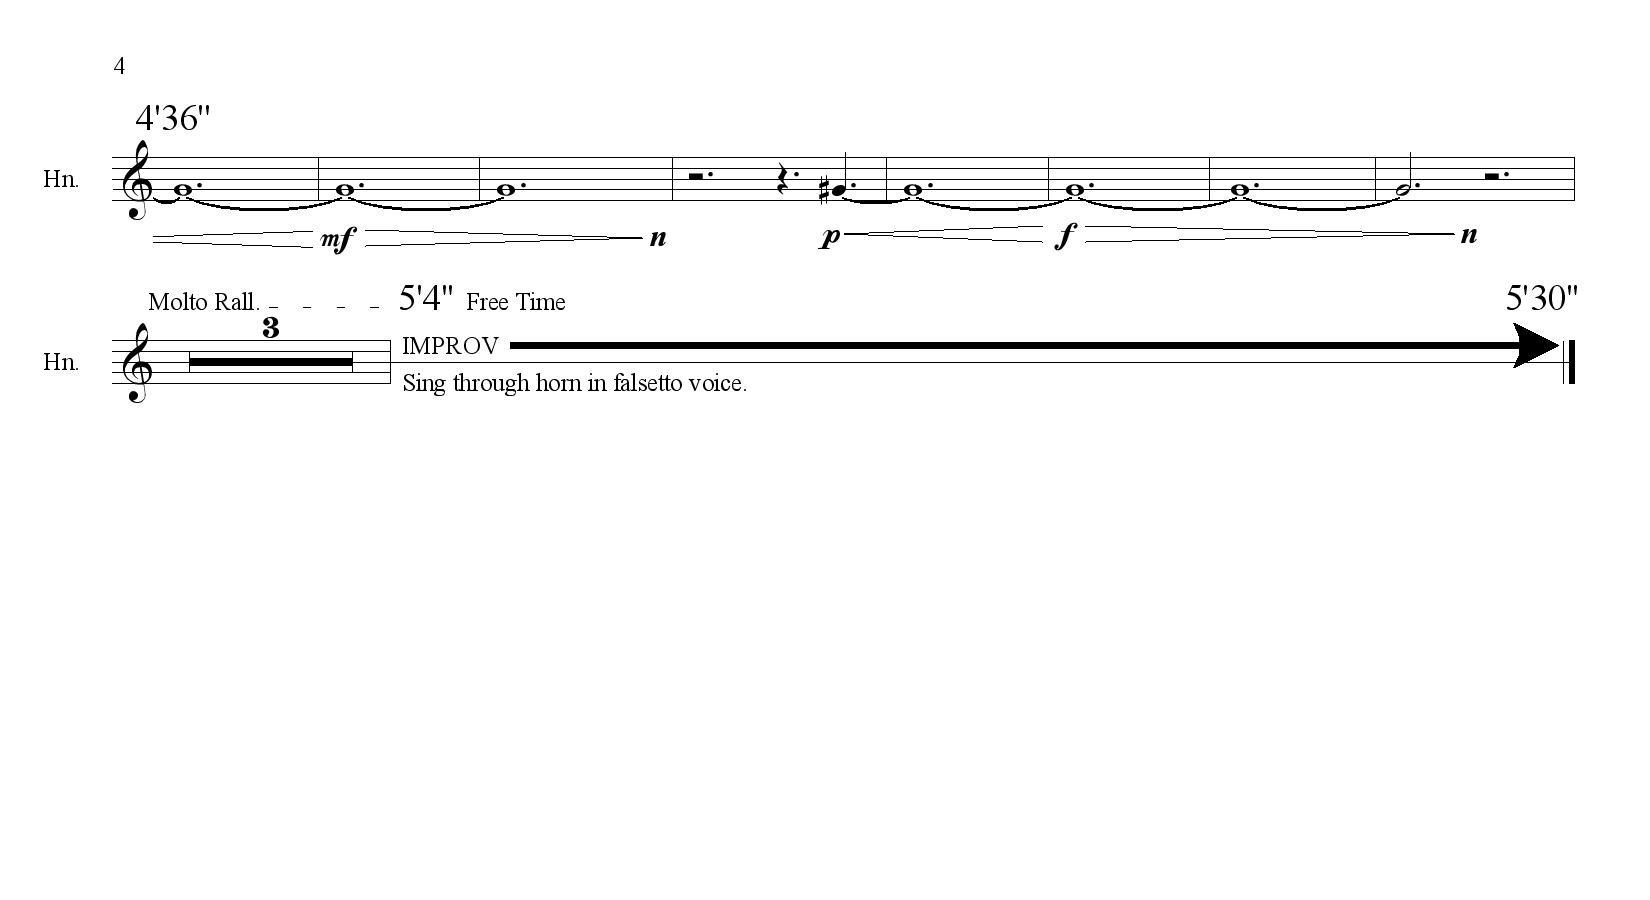 4
4'36"
Hn.
mf n p f n
Molto Rall. 5'4" Free Time 5'30"
3
Hn.
IMPROV
Sing through horn in falsetto voice.